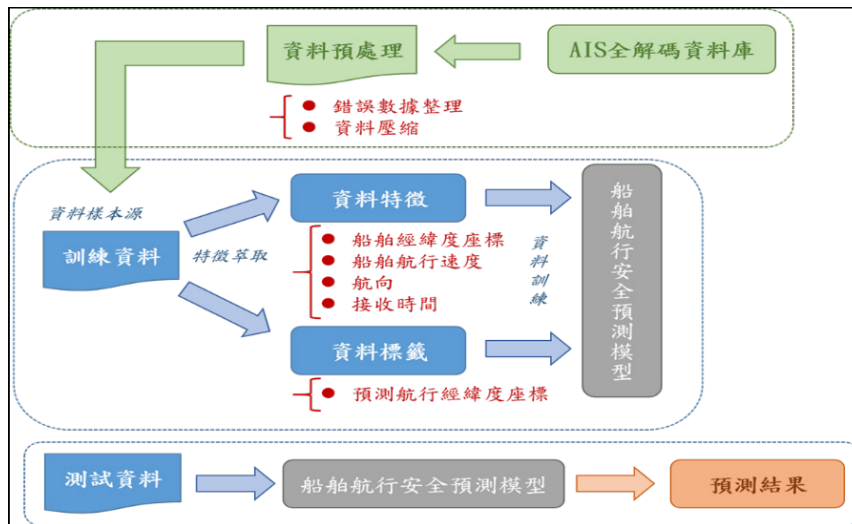 資料預處理
AIS全解碼資料庫
錯誤數據整理
資料壓縮
資料樣本源
訓練資料
特徵萃取
資料特徵
船舶經緯度座標
船舶航行速度
航向
接收時間
資料訓練
資料標籤
預測航行經緯度座標
船舶航行安全預測模型
測試資料
船舶航行安全預測模型
預測結果